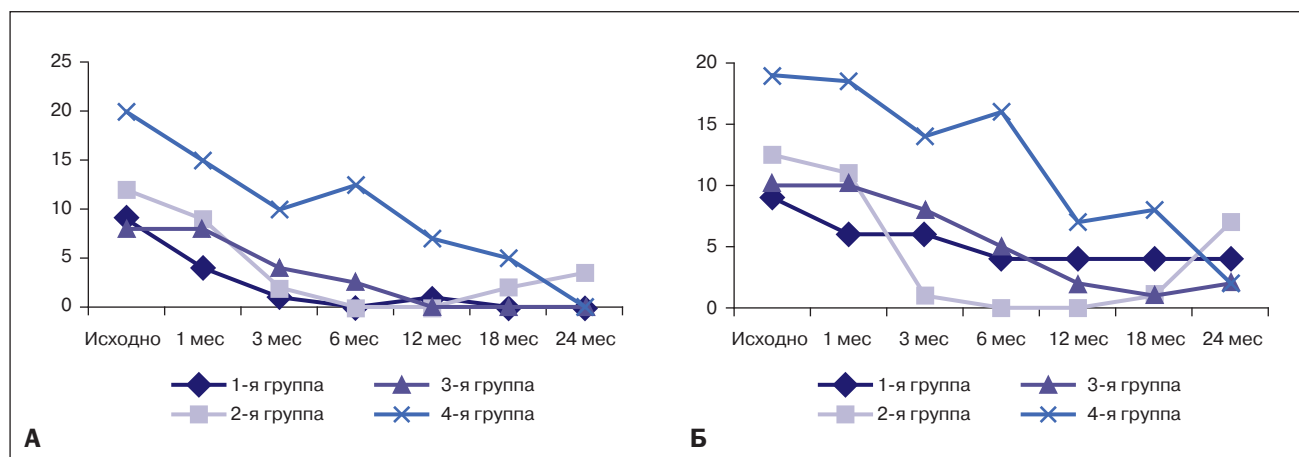 25
20
15
10
5
0
Исходно 1 мес 3 мес 6 мес 12 мес 18 мес 24 мес
1-я группа 3-я группа
2-я группа 4-я группа
А
20
15
10
5
0
Исходно 1 мес 3 мес 6 мес 12 мес 18 мес 24 мес
1-я группа 3-я группа
2-я группа 4-я группа
Б